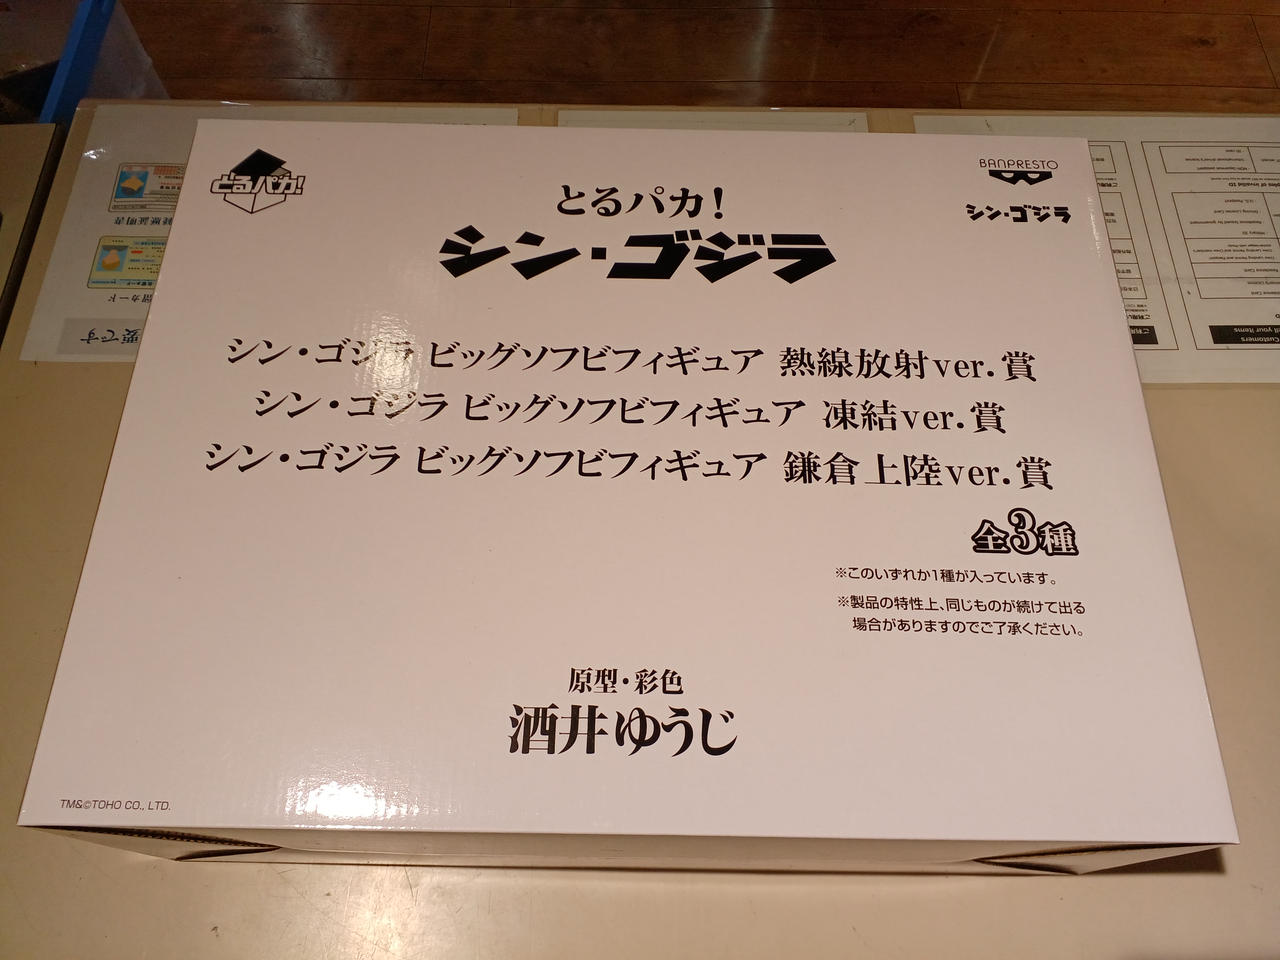 とるパカ!
BANPRESTO
シン・ゴジラ
とるパカ!
シン・ゴジラ
シン・ゴジラ ビッグソフビフィギュア 熱線放射ver.賞
シン・ゴジラ ビッグソフビフィギュア 凍結ver.賞
シン・ゴジラ ビッグソフビフィギュア 鎌倉上陸ver.賞
全3種
※このいずれか1種が入っています。
※製品の特性上、同じものが続けて出る
場合がありますのでご了承ください。
原型・彩色
酒井ゆうじ
TM&©TOHO CO., LTD.